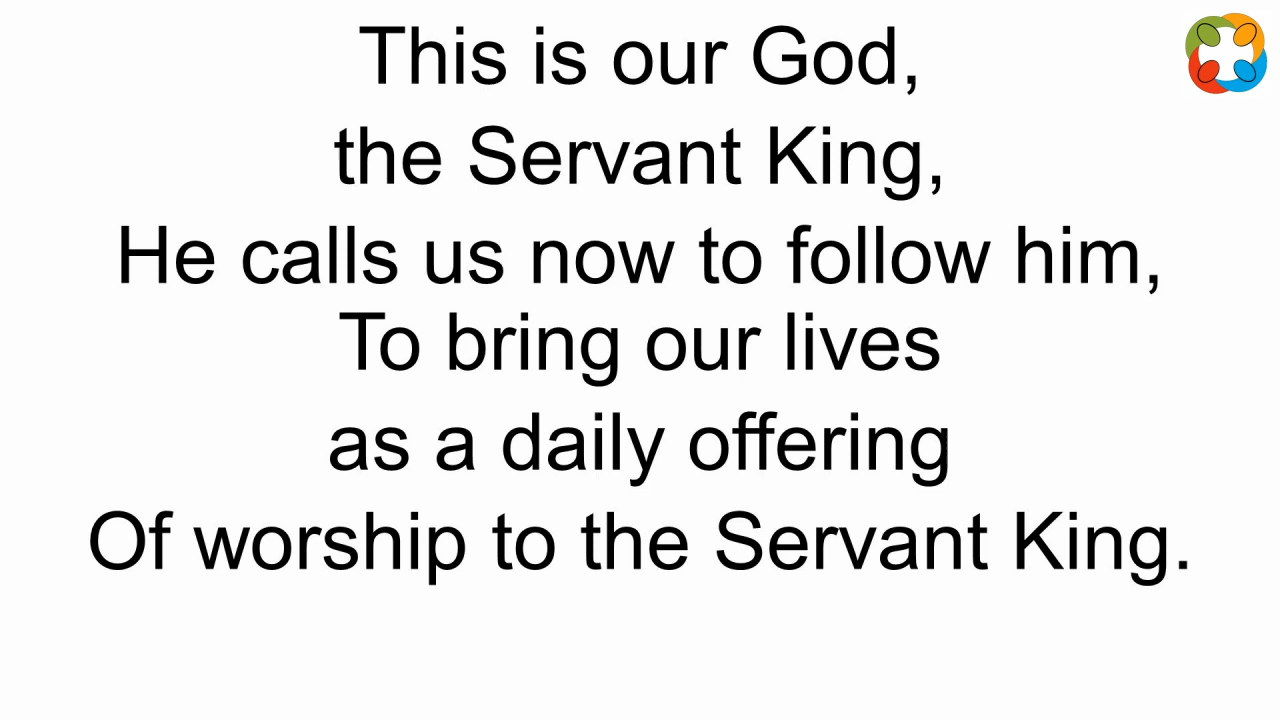 This is our God,
the Servant King,
He calls us now to follow him,
To bring our lives
as a daily offering
Of worship to the Servant King.